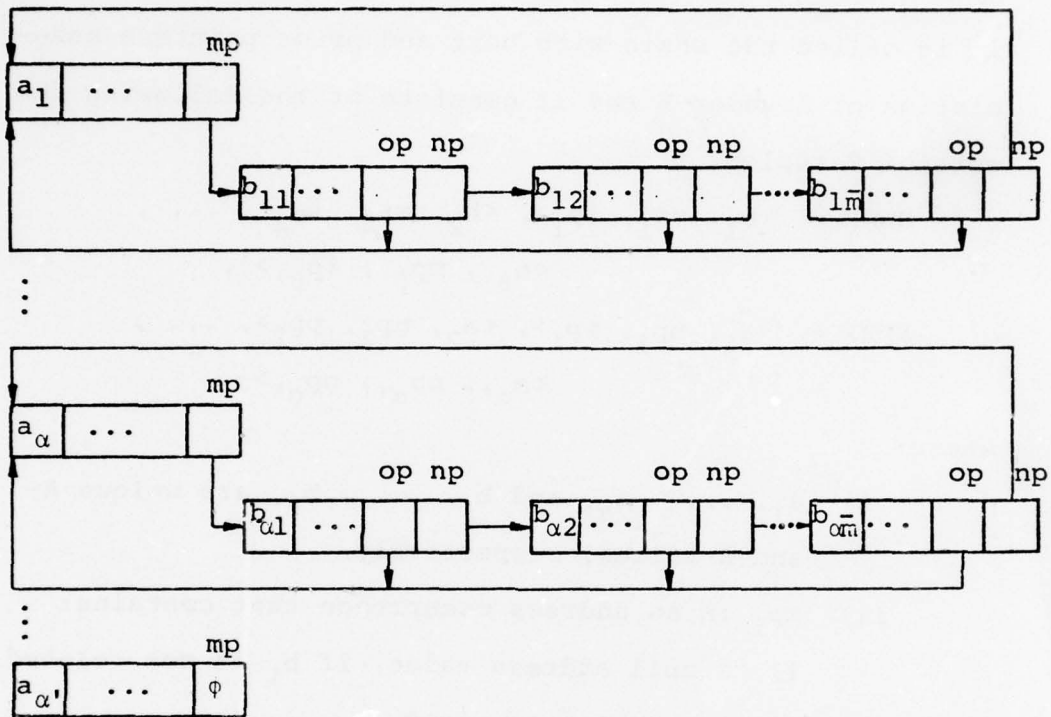 mp
a1 ...
op np op np op np
b11 ... b12 ... b1m̅ ...
⋮
mp
aα ...
op np op np op np
bα1 ... bα2 ... bαm̅ ...
⋮
mp
aα' ... φ